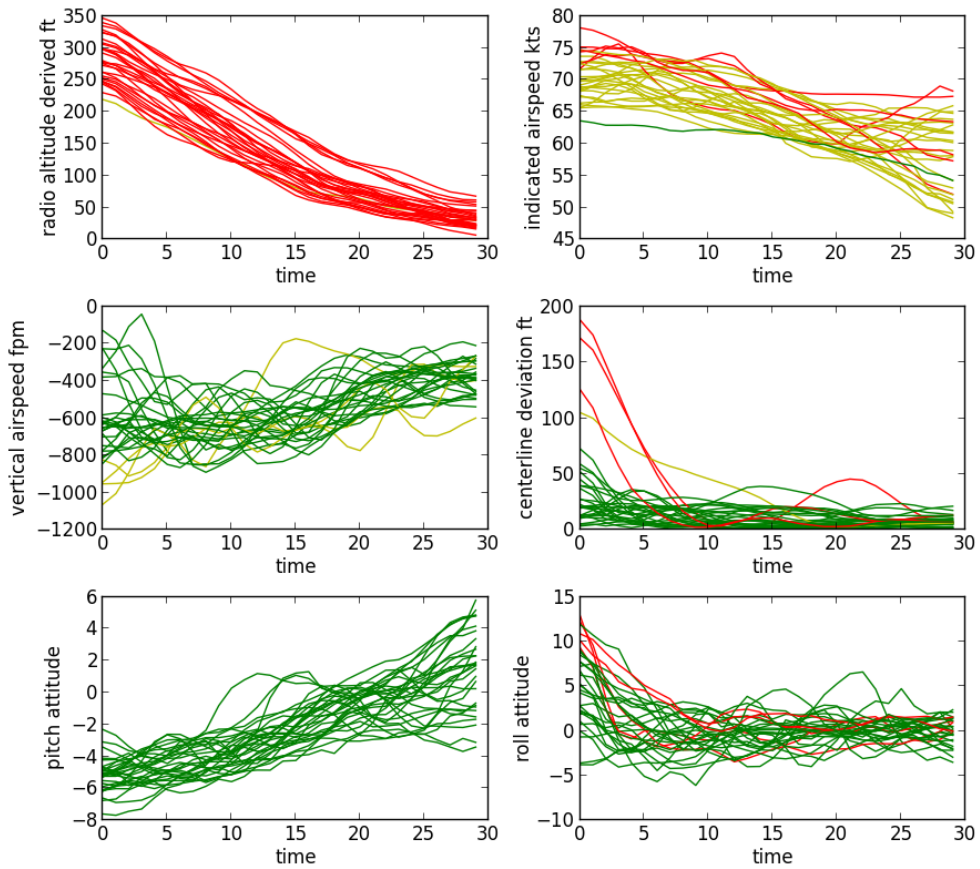 radio altitude derived ft
350
300
250
200
150
100
50
0
0 5 10 15 20 25 30
time
indicated airspeed kts
80
75
70
65
60
55
50
45
0 5 10 15 20 25 30
time
vertical airspeed fpm
0
−200
−400
−600
−800
−1000
−1200
0 5 10 15 20 25 30
time
centerline deviation ft
200
150
100
50
0
0 5 10 15 20 25 30
time
pitch attitude
6
4
2
0
−2
−4
−6
−8
0 5 10 15 20 25 30
time
roll attitude
15
10
5
0
−5
−10
0 5 10 15 20 25 30
time